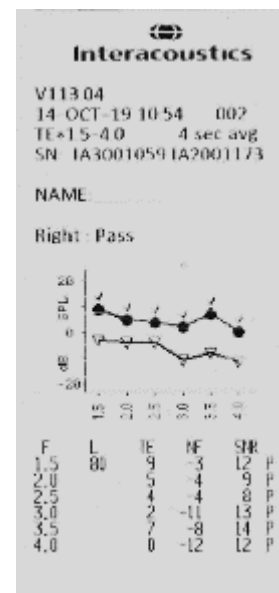 Interacoustics
V113.04
14-OCT-19 10:54 002
TE*1.5-4.0 4 sec avg
SN: IA3001059 IA2001173
NAME:
Right : Pass
20
dB SPL
0
-20
1.5 2.0 2.5 3.0 3.5 4.0
F L TE NF SNR
1.5 80 9 -3 12 P
2.0 5 -4 9 P
2.5 4 -4 8 P
3.0 2 -11 13 P
3.5 7 -8 14 P
4.0 0 -12 12 P